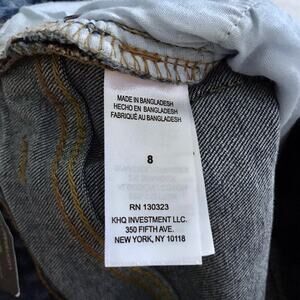 MADE IN BANGLADESH
HECHO EN BANGLADESH
FABRIQUÉ AU BANGLADESH
8
RN 130323
KHQ INVESTMENT LLC.
350 FIFTH AVE.
NEW YORK, NY 10118